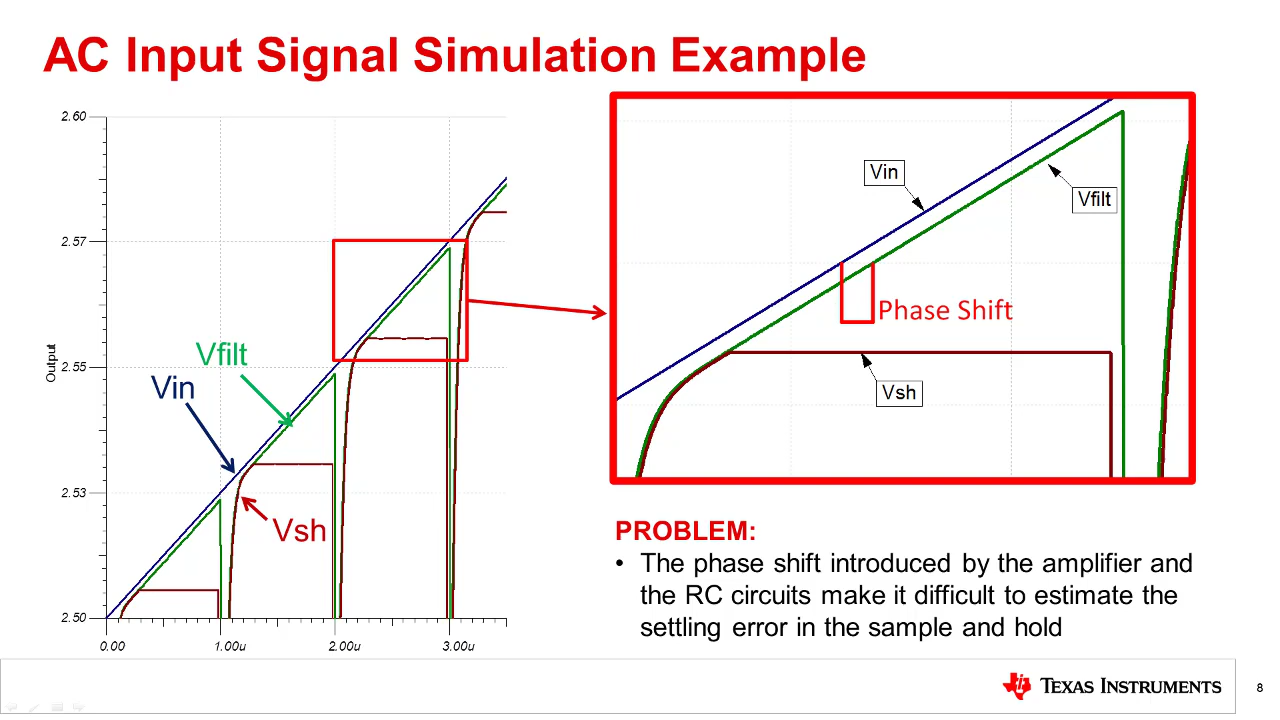 AC Input Signal Simulation Example
2.60
2.57
2.55
2.53
2.50
Output
0.00 1.00u 2.00u 3.00u
Vfilt
Vin
Vsh
Vin
Vfilt
Phase Shift
Vsh
PROBLEM:
• The phase shift introduced by the amplifier and
the RC circuits make it difficult to estimate the
settling error in the sample and hold
TEXAS INSTRUMENTS
8